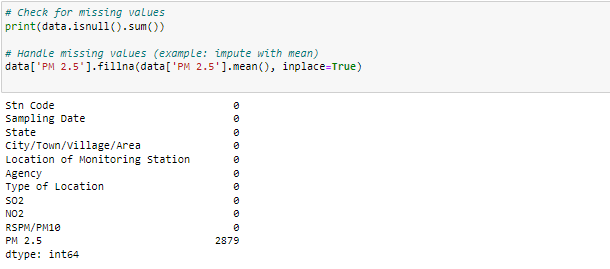 # Check for missing values
print(data.isnull().sum())
# Handle missing values (example: impute with mean)
data['PM 2.5'].fillna(data['PM 2.5'].mean(), inplace=True)
Stn Code 0
Sampling Date 0
State 0
City/Town/Village/Area 0
Location of Monitoring Station 0
Agency 0
Type of Location 0
SO2 0
NO2 0
RSPM/PM10 0
PM 2.5 2879
dtype: int64